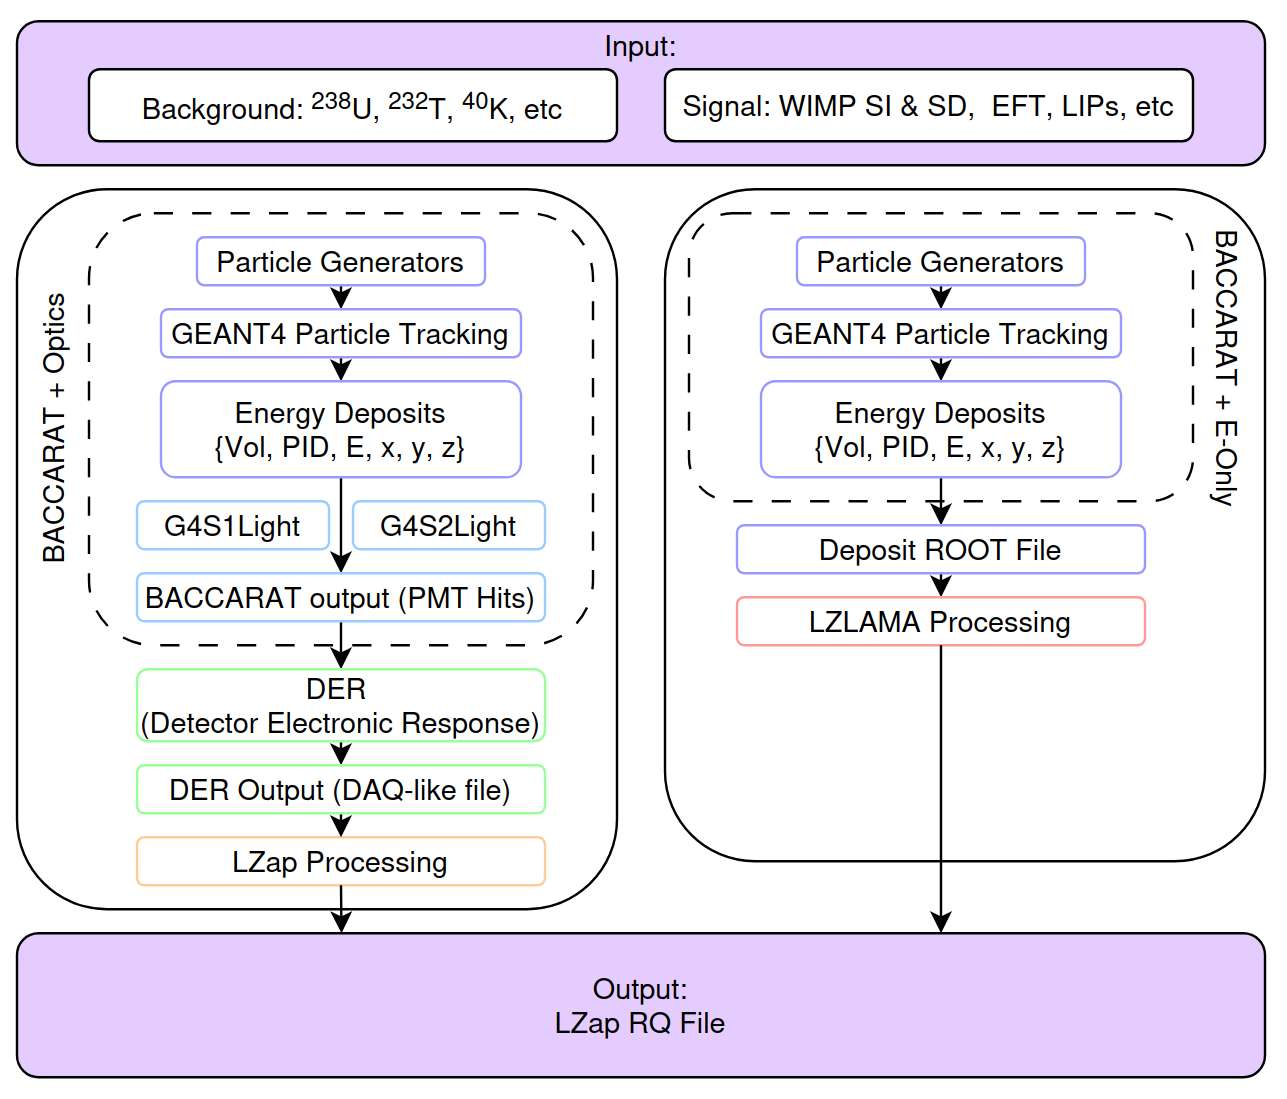 Input:
Background: ²³⁸U, ²³²T, ⁴⁰K, etc
Signal: WIMP SI & SD, EFT, LIPs, etc
BACCARAT + Optics
Particle Generators
GEANT4 Particle Tracking
Energy Deposits
{Vol, PID, E, x, y, z}
G4S1Light
G4S2Light
BACCARAT output (PMT Hits)
DER
(Detector Electronic Response)
DER Output (DAQ-like file)
LZap Processing
BACCARAT + E-Only
Particle Generators
GEANT4 Particle Tracking
Energy Deposits
{Vol, PID, E, x, y, z}
Deposit ROOT File
LZLAMA Processing
Output:
LZap RQ File